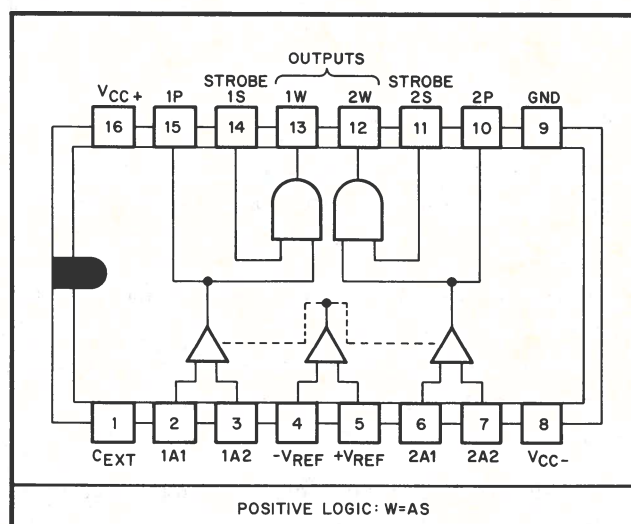 OUTPUTS
STROBE STROBE
VCC+ 1P 1S 1W 2W 2S 2P GND
16 15 14 13 12 11 10 9
1 2 3 4 5 6 7 8
CEXT 1A1 1A2 -VREF +VREF 2A1 2A2 VCC-
POSITIVE LOGIC: W=AS